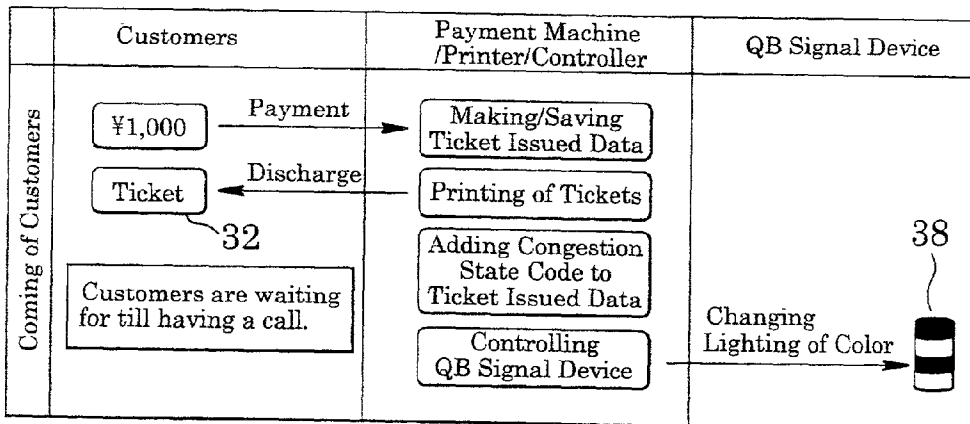 Customers
Payment Machine
/Printer/Controller
QB Signal Device
Coming of Customers
¥1,000
Payment
Making/Saving
Ticket Issued Data
Ticket
Discharge
Printing of Tickets
32
Adding Congestion
State Code to
Ticket Issued Data
Customers are waiting
for till having a call.
Controlling
QB Signal Device
Changing
Lighting of Color
38